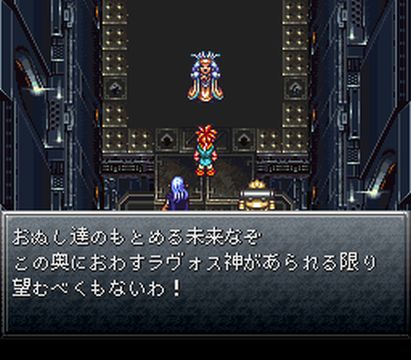 おぬし達のもとめる未来なぞ
この奥におわすラヴォス神があられる限り
望むべくもないわ！